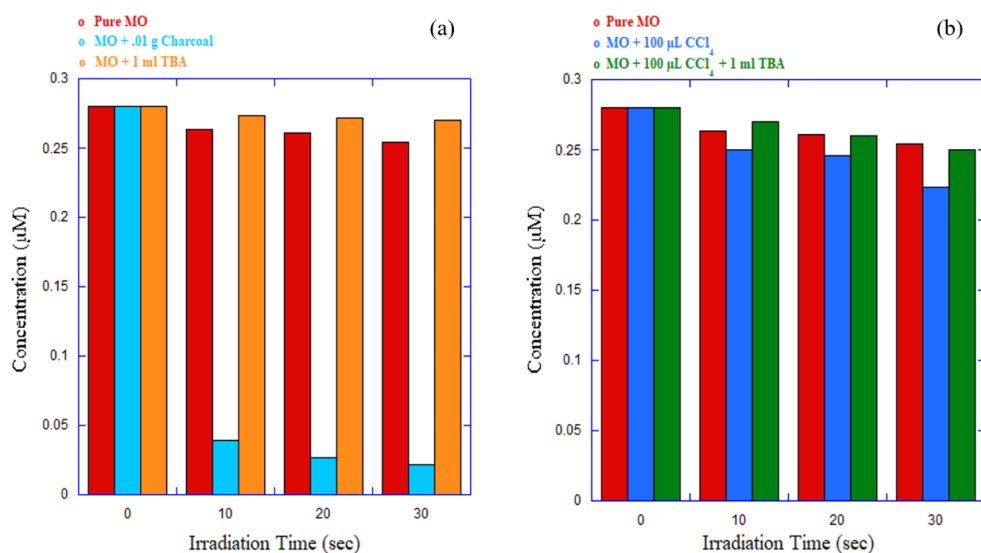 o Pure MO
o MO + .01 g Charcoal
o MO + 1 ml TBA
(a)
0.3
0.25
0.2
0.15
0.1
0.05
0
Concentration (µM)
0 10 20 30
Irradiation Time (sec)
o Pure MO
o MO + 100 µL CCl₄
o MO + 100 µL CCl₄ + 1 ml TBA
(b)
0.3
0.25
0.2
0.15
0.1
0.05
0
Concentration (µM)
0 10 20 30
Irradiation Time (sec)